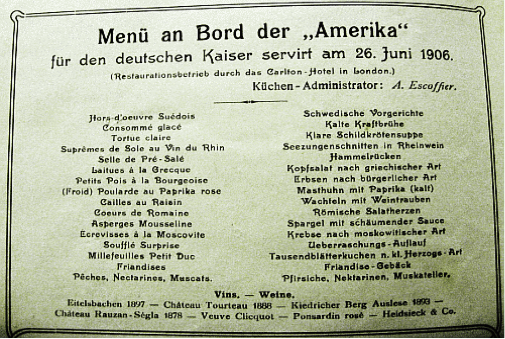 Menü an Bord der „Amerika“
für den deutschen Kaiser servirt am 26. Juni 1906.
(Restaurationsbetrieb durch das Carlton-Hotel in London.)
Küchen-Administrator: A. Escoffier.
Hors-d'oeuvre Suédois
Consommé glacé
Tortue claire
Suprêmes de Sole au Vin du Rhin
Selle de Pré-Salé
Laitues à la Grecque
Petits Pois à la Bourgeoise
(Froid) Poularde au Paprika rose
Cailles au Raisin
Coeurs de Romaine
Asperges Mousseline
Ecrevisses à la Moscovite
Soufflé Surprise
Millefeuilles Petit Duc
Friandises
Pêches, Nectarines, Muscats.
Schwedische Vorgerichte
Kalte Kraftbrühe
Klare Schildkrötensuppe
Seezungenschnitten in Rheinwein
Hammelrücken
Kopfsalat nach griechischer Art
Erbsen nach bürgerlicher Art
Masthuhn mit Paprika (kalt)
Wachteln mit Weintrauben
Römische Salatherzen
Spargel mit schäumender Sauce
Krebse nach moskowitischer Art
Ueberraschungs-Auflauf
Tausendblätterkuchen n. kl. Herzogs-Art
Friandise-Gebäck
Pfirsiche, Nektarinen, Muskateller.
Vins. — Weine.
Eitelsbachen 1897 — Château Tourteau 1888 — Kiedricher Berg Auslese 1893 —
Château Rauzan-Ségla 1878 — Veuve Clicquot — Ponsardin rosé — Heidsieck & Co.